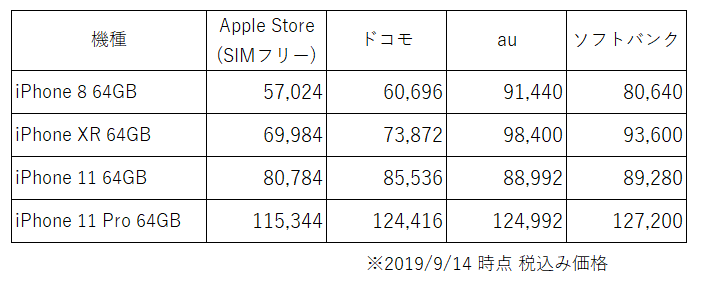 機種 Apple Store (SIMフリー) ドコモ au ソフトバンク
iPhone 8 64GB 57,024 60,696 91,440 80,640
iPhone XR 64GB 69,984 73,872 98,400 93,600
iPhone 11 64GB 80,784 85,536 88,992 89,280
iPhone 11 Pro 64GB 115,344 124,416 124,992 127,200
※2019/9/14 時点 税込み価格